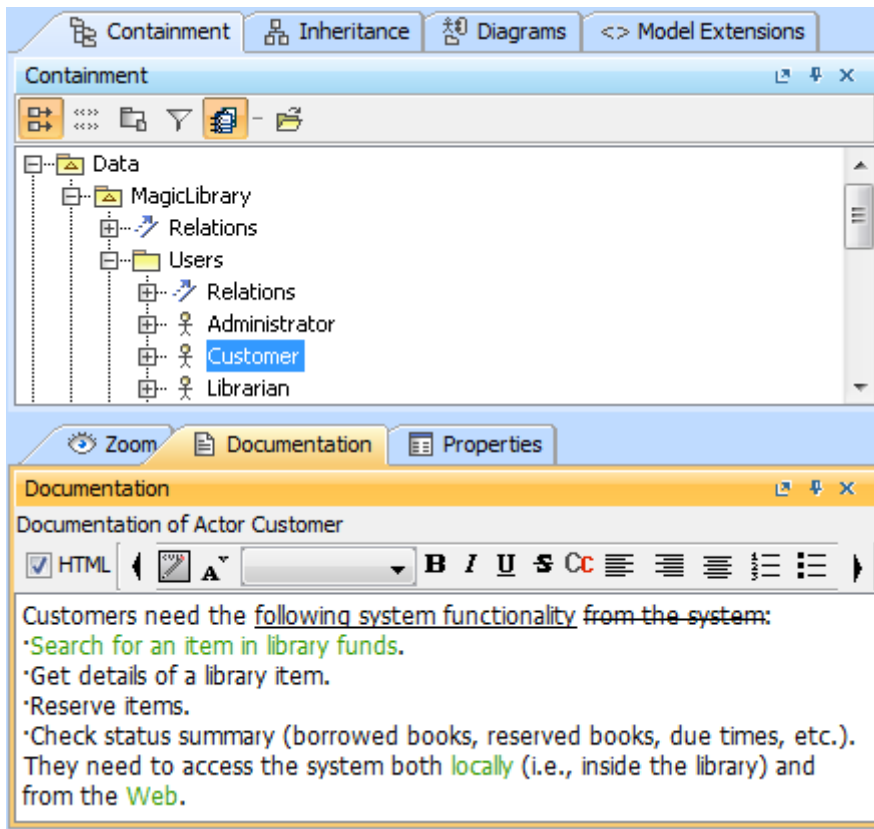 Containment Inheritance Diagrams <> Model Extensions
Containment
Data
MagicLibrary
Relations
Users
Relations
Administrator
Customer
Librarian
Zoom Documentation Properties
Documentation
Documentation of Actor Customer
HTML A B I U S Cc
Customers need the following system functionality from the system:
·Search for an item in library funds.
·Get details of a library item.
·Reserve items.
·Check status summary (borrowed books, reserved books, due times, etc.).
They need to access the system both locally (i.e., inside the library) and
from the Web.